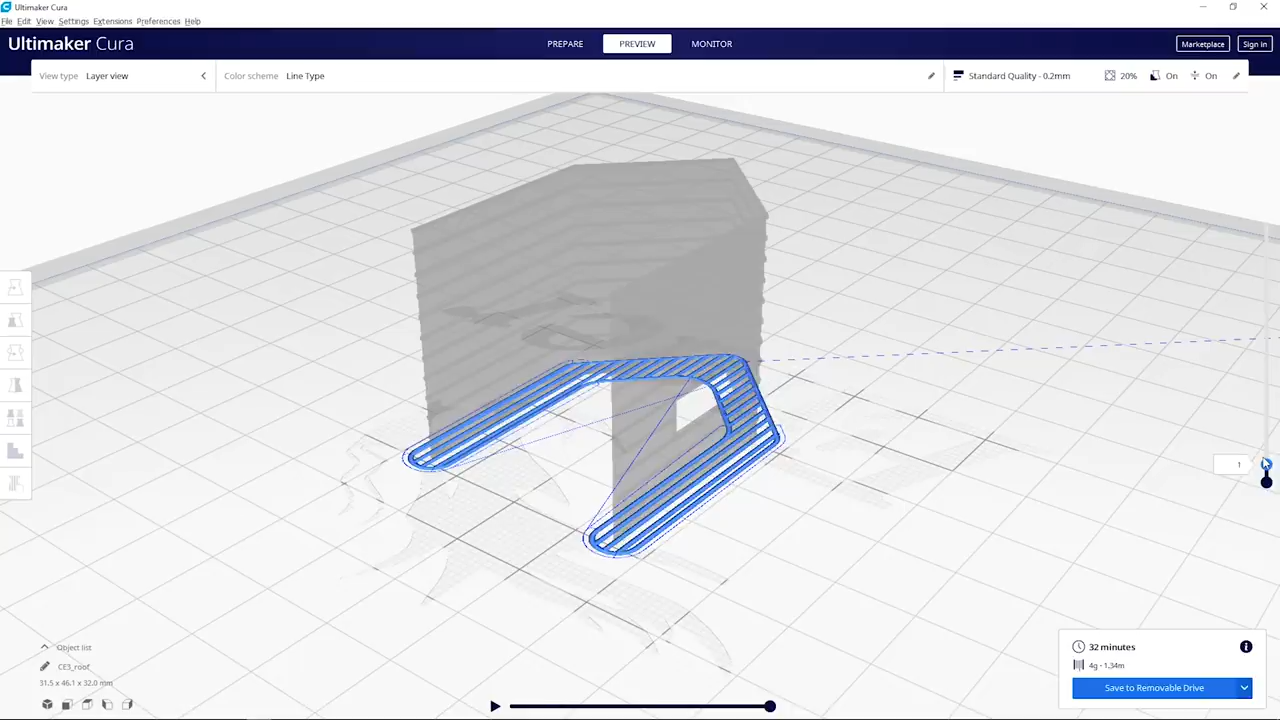 Ultimaker Cura
File Edit View Settings Extensions Preferences Help
Ultimaker Cura PREPARE PREVIEW MONITOR Marketplace Sign in
View type Layer view Color scheme Line Type Standard Quality - 0.2mm 20% On On
1
Object list
CE3_roof
31.5 x 46.1 x 32.0 mm
32 minutes
4g · 1.34m
Save to Removable Drive